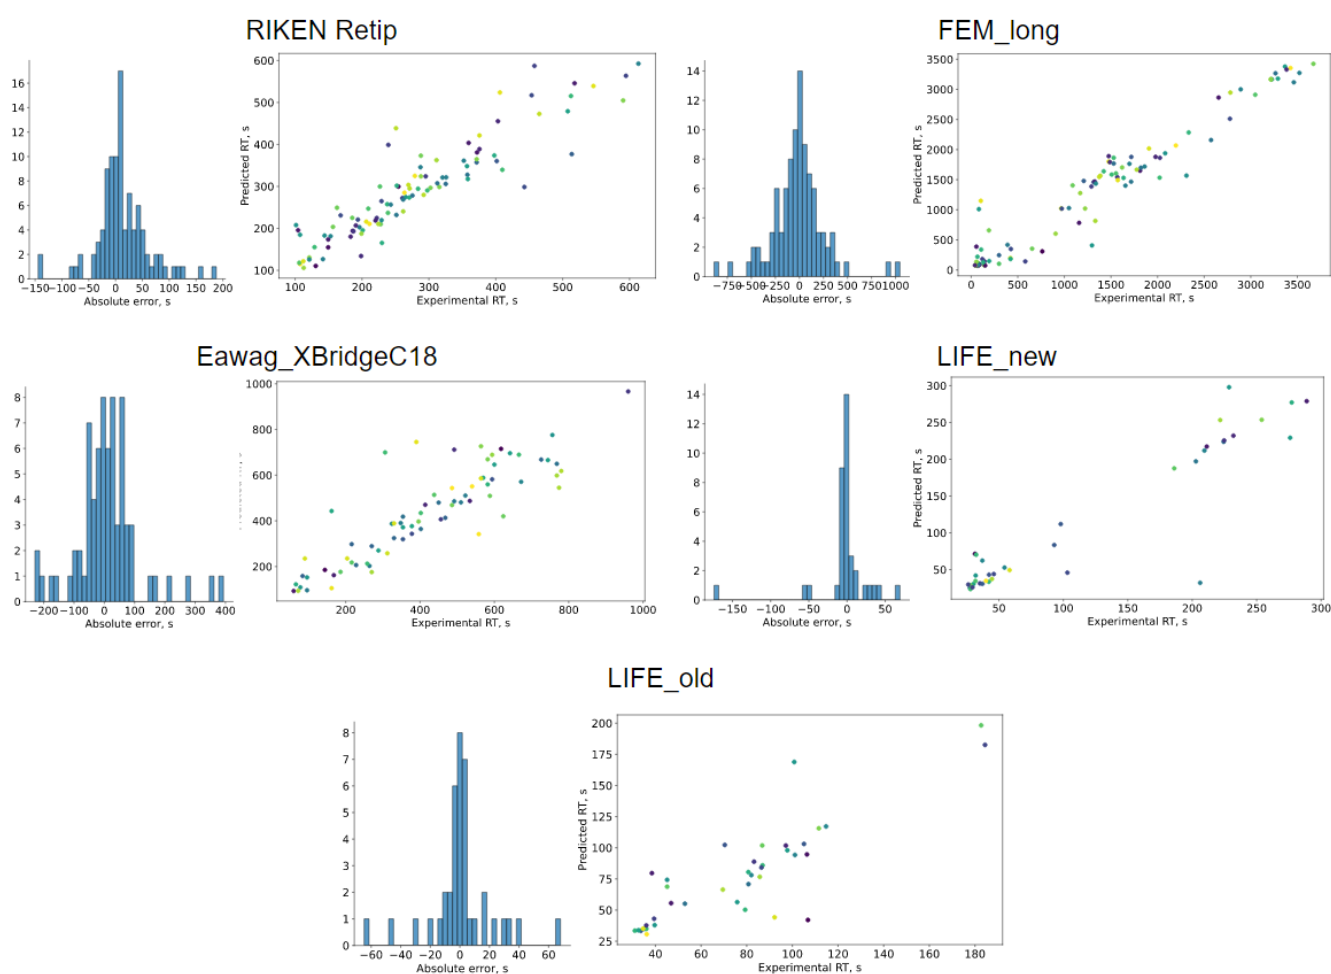 RIKEN Retip
FEM_long
16
14
12
10
8
6
4
2
0
−150−100 −50 0 50 100 150 200
Absolute error, s
600
500
400
300
200
100
Predicted RT, s
100 200 300 400 500 600
Experimental RT, s
14
12
10
8
6
4
2
0
−750−500−250 0 250 500 7501000
Absolute error, s
3500
3000
2500
2000
1500
1000
500
0
Predicted RT, s
0 500 1000 1500 2000 2500 3000 3500
Experimental RT, s
Eawag_XBridgeC18
LIFE_new
8
7
6
5
4
3
2
1
0
−200 −100 0 100 200 300 400
Absolute error, s
1000
800
600
400
200
200 400 600 800 1000
Experimental RT, s
14
12
10
8
6
4
2
0
−150 −100 −50 0 50
Absolute error, s
300
250
200
150
100
50
Predicted RT, s
50 100 150 200 250 300
Experimental RT, s
LIFE_old
8
7
6
5
4
3
2
1
0
−60 −40 −20 0 20 40 60
Absolute error, s
200
175
150
125
100
75
50
25
Predicted RT, s
40 60 80 100 120 140 160 180
Experimental RT, s